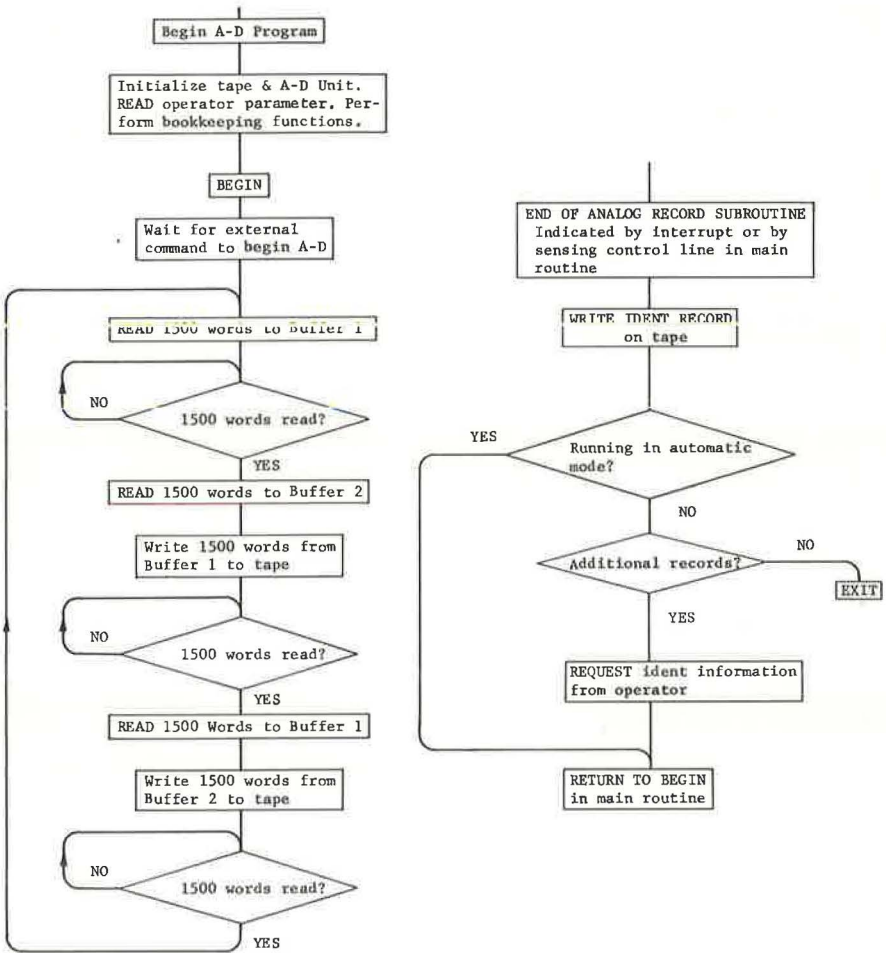 Begin A-D Program
Initialize tape & A-D Unit.
READ operator parameter. Per-
form bookkeeping functions.
BEGIN
Wait for external
command to begin A-D
READ 1500 words to Buffer 1
NO
1500 words read?
YES
READ 1500 words to Buffer 2
Write 1500 words from
Buffer 1 to tape
NO
1500 words read?
YES
READ 1500 Words to Buffer 1
Write 1500 words from
Buffer 2 to tape
NO
1500 words read?
YES
END OF ANALOG RECORD SUBROUTINE
Indicated by interrupt or by
sensing control line in main
routine
WRITE IDENT RECORD
on tape
YES
Running in automatic
mode?
NO
Additional records?
NO
EXIT
YES
REQUEST ident information
from operator
RETURN TO BEGIN
in main routine